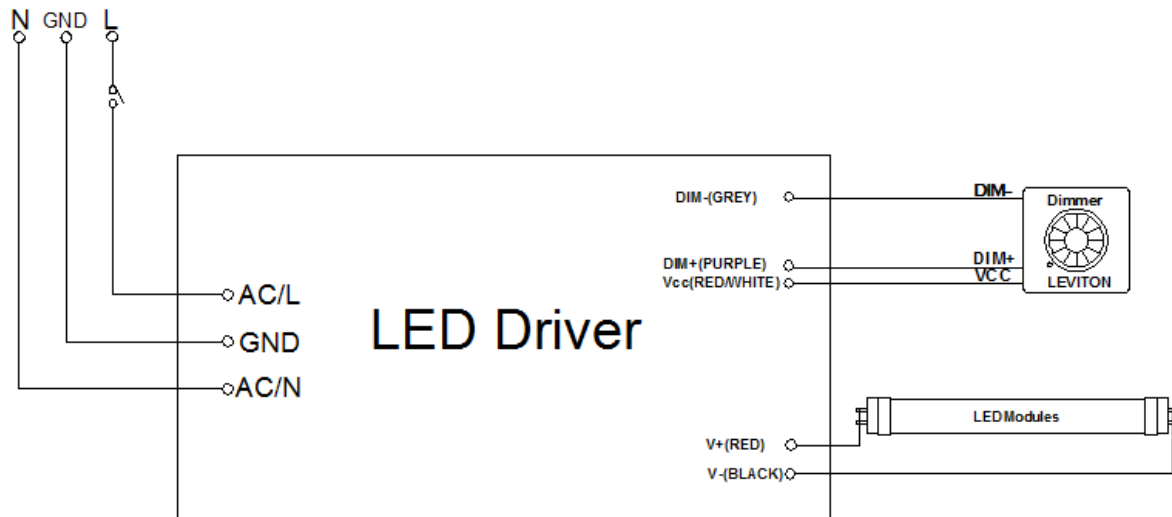 N GND L
DIM-(GREY)
DIM-
Dimmer
DIM+(PURPLE)
DIM+
Vcc(RED/WHITE)
VCC
LEVITON
AC/L
GND
LED Driver
AC/N
LEDModules
V+(RED)
V-(BLACK)